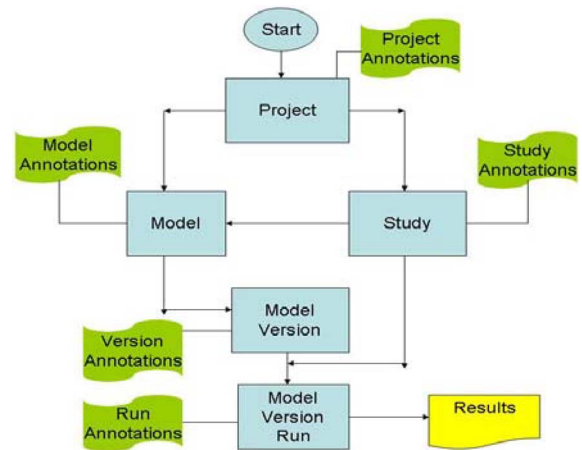 Start
Project
Annotations
Project
Model
Annotations
Study
Annotations
Model
Study
Model
Version
Version
Annotations
Model
Version
Run
Run
Annotations
Results